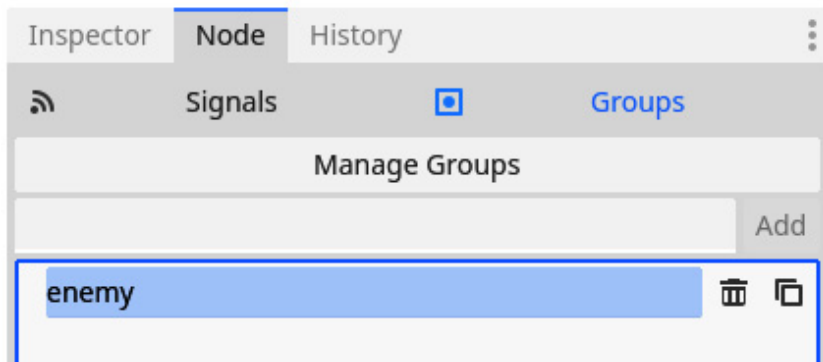 Inspector Node History
Signals Groups
Manage Groups
Add
enemy